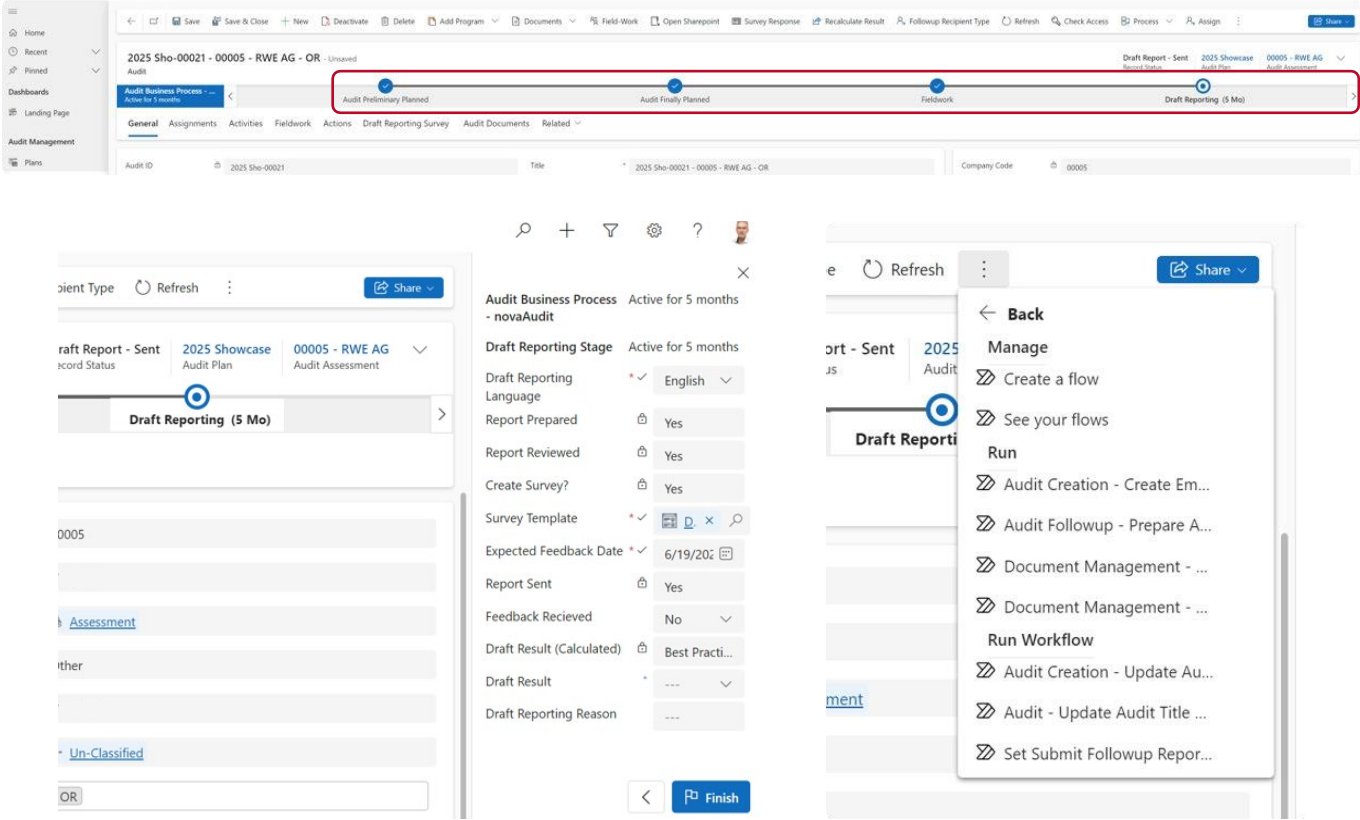 Save Save & Close New Deactivate Delete Add Program Documents Field-Work Open Sharepoint Survey Response Recalculate Result Followup Recipient Type Refresh Check Access Process Assign Share
Home
Recent
Pinned
Dashboards
Landing Page
Audit Management
Plans
2025 Sho-00021 - 00005 - RWE AG - OR - Unsaved
Audit
Draft Report - Sent 2025 Showcase 00005 - RWE AG
Record Status Audit Plan Audit Assessment
Audit Business Process - ...
Active for 5 months
Audit Preliminary Planned Audit Finally Planned Fieldwork Draft Reporting (5 Mo)
General Assignments Activities Fieldwork Actions Draft Reporting Survey Audit Documents Related
Audit ID 2025 Sho-00021 Title 2025 Sho-00021 - 00005 - RWE AG - OR Company Code 00005
pient Type Refresh Share
raft Report - Sent 2025 Showcase 00005 - RWE AG
ecord Status Audit Plan Audit Assessment
Draft Reporting (5 Mo)
0005
Assessment
ther
Un-Classified
OR
Audit Business Process - novaAudit Active for 5 months
Draft Reporting Stage Active for 5 months
Draft Reporting Language * English
Report Prepared Yes
Report Reviewed Yes
Create Survey? Yes
Survey Template * D.
Expected Feedback Date * 6/19/202
Report Sent Yes
Feedback Recieved No
Draft Result (Calculated) Best Practi...
Draft Result ---
Draft Reporting Reason ---
Finish
e Refresh Share
ort - Sent 2025
us Audit
Draft Reporti
ment
Back
Manage
Create a flow
See your flows
Run
Audit Creation - Create Em...
Audit Followup - Prepare A...
Document Management - ...
Document Management - ...
Run Workflow
Audit Creation - Update Au...
Audit - Update Audit Title ...
Set Submit Followup Repor...